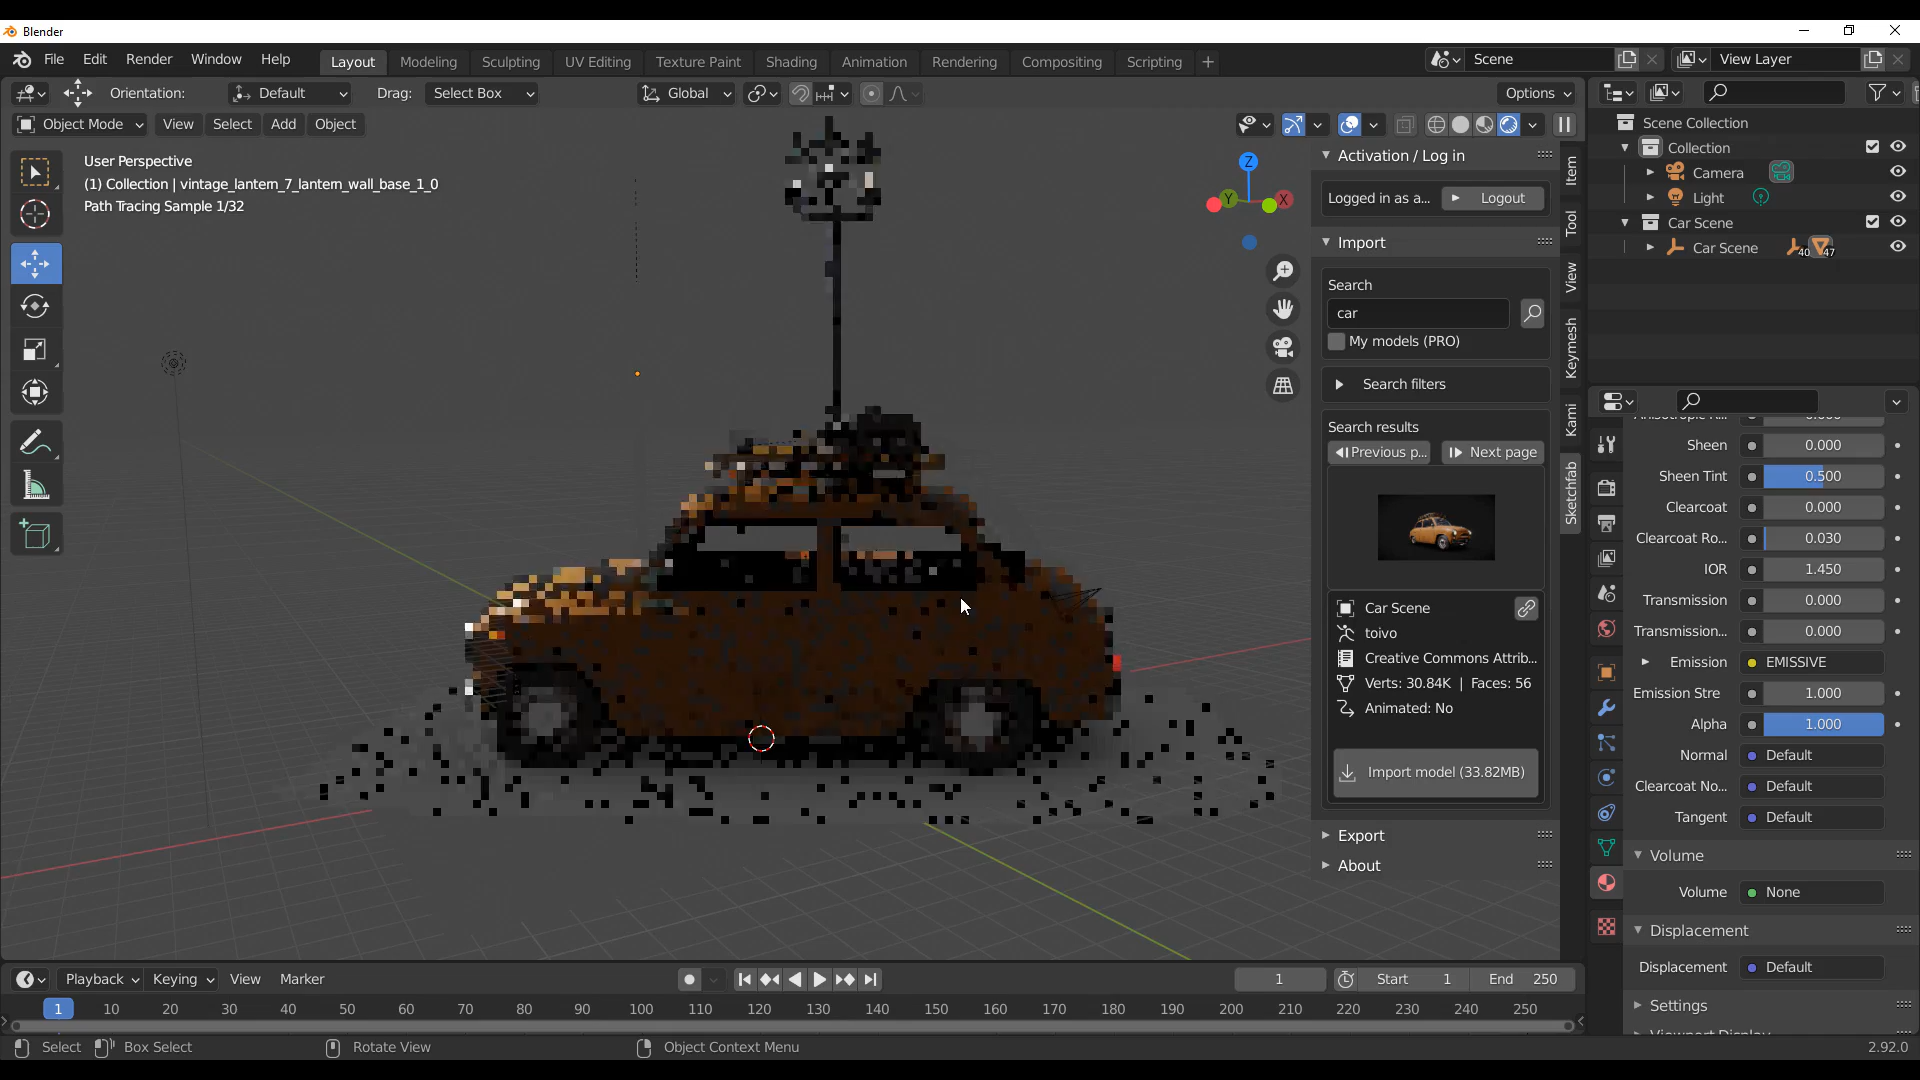 Blender
File Edit Render Window Help
Layout Modeling Sculpting UV Editing Texture Paint Shading Animation Rendering Compositing Scripting +
Scene
View Layer
Orientation: Default Drag: Select Box
Global
Options
Object Mode View Select Add Object
User Perspective
(1) Collection | vintage_lantern_7_lantern_wall_base_1_0
Path Tracing Sample 1/32
Z
Y
X
Activation / Log in
Logged in as a... Logout
Import
Search
car
My models (PRO)
Search filters
Search results
Previous p... Next page
Car Scene
toivo
Creative Commons Attrib...
Verts: 30.84K | Faces: 56
Animated: No
Import model (33.82MB)
Export
About
Item
Tool
View
Keymesh
Kami
Sketchfab
Scene Collection
Collection
Camera
Light
Car Scene
Car Scene 40 47
Sheen 0.000
Sheen Tint 0.500
Clearcoat 0.000
Clearcoat Ro... 0.030
IOR 1.450
Transmission 0.000
Transmission... 0.000
Emission EMISSIVE
Emission Stre 1.000
Alpha 1.000
Normal Default
Clearcoat No... Default
Tangent Default
Volume
Volume None
Displacement
Displacement Default
Settings
Playback Keying View Marker
1 Start 1 End 250
1 10 20 30 40 50 60 70 80 90 100 110 120 130 140 150 160 170 180 190 200 210 220 230 240 250
Select Box Select Rotate View Object Context Menu
2.92.0